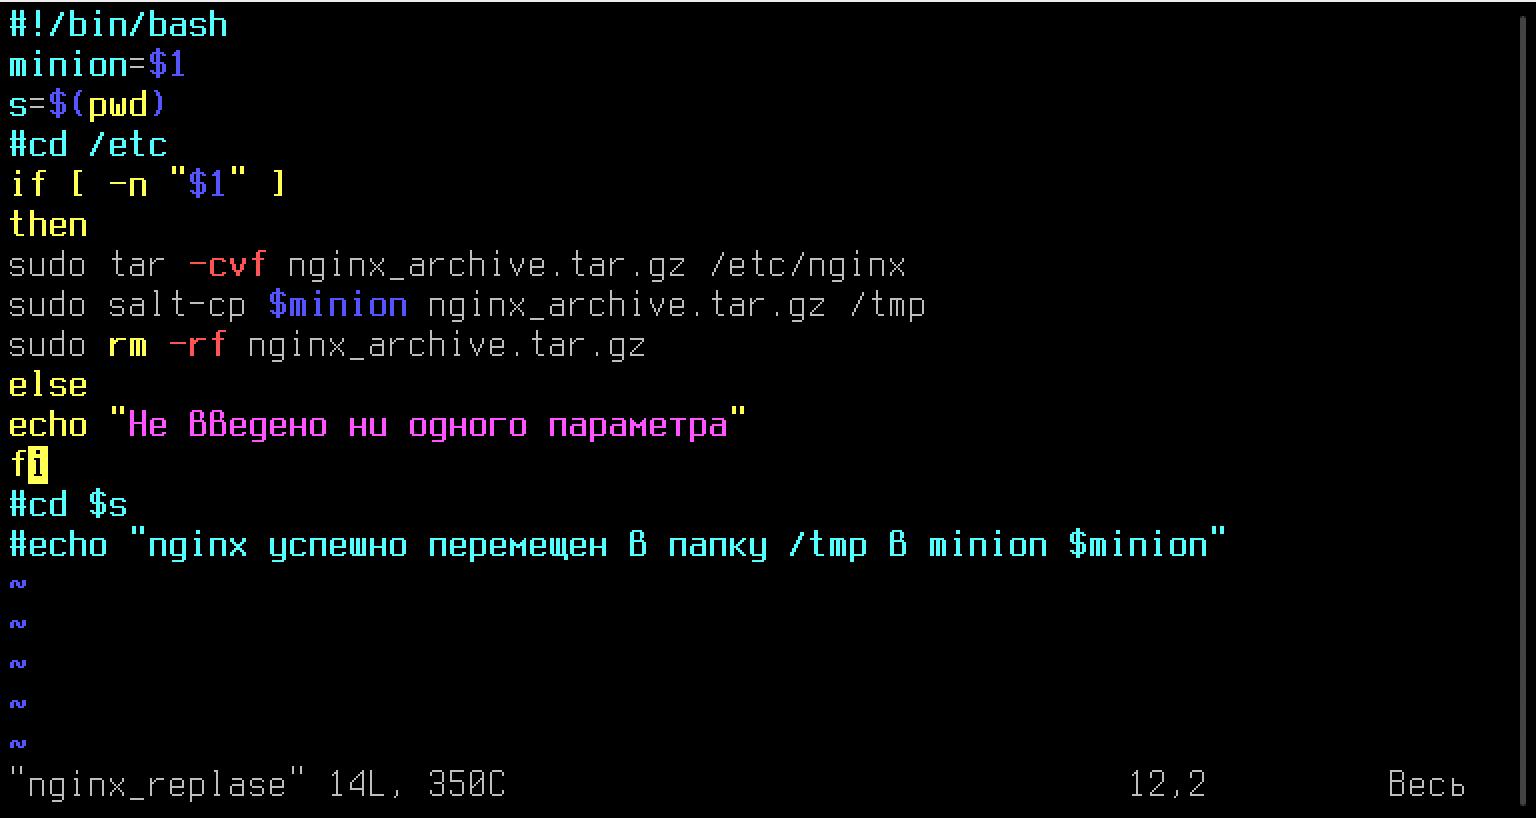 #!/bin/bash
minion=$1
s=$(pwd)
#cd /etc
if [ -n "$1" ]
then
sudo tar -cvf nginx_archive.tar.gz /etc/nginx
sudo salt-cp $minion nginx_archive.tar.gz /tmp
sudo rm -rf nginx_archive.tar.gz
else
echo "Не введено ни одного параметра"
fi
#cd $s
#echo "nginx успешно перемещен в папку /tmp в minion $minion"
~
~
~
~
~
"nginx_replase" 14L, 350C 12,2 Весь